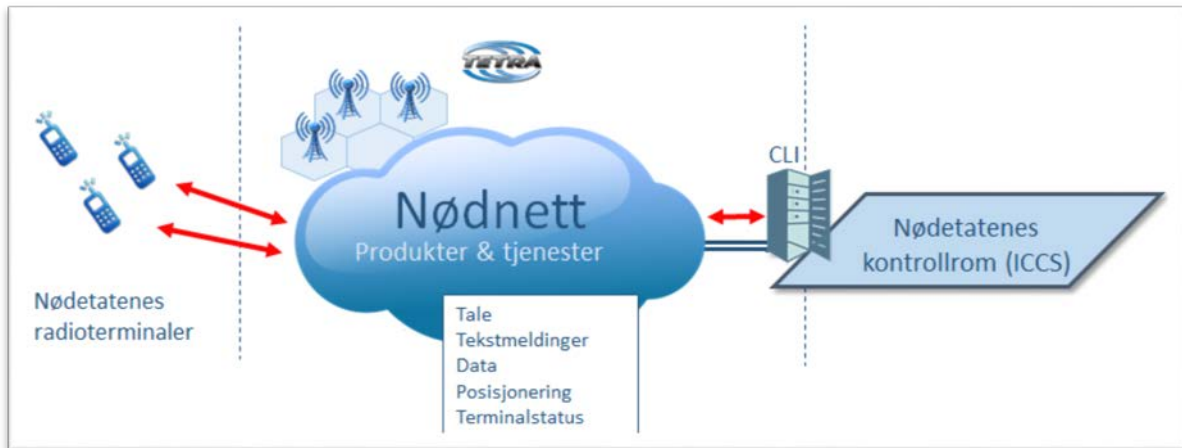 TETRA
CLI
Nødnett
Produkter & tjenester
Nødetatenes
kontrollrom (ICCS)
Nødetatenes
radioterminaler
Tale
Tekstmeldinger
Data
Posisjonering
Terminalstatus